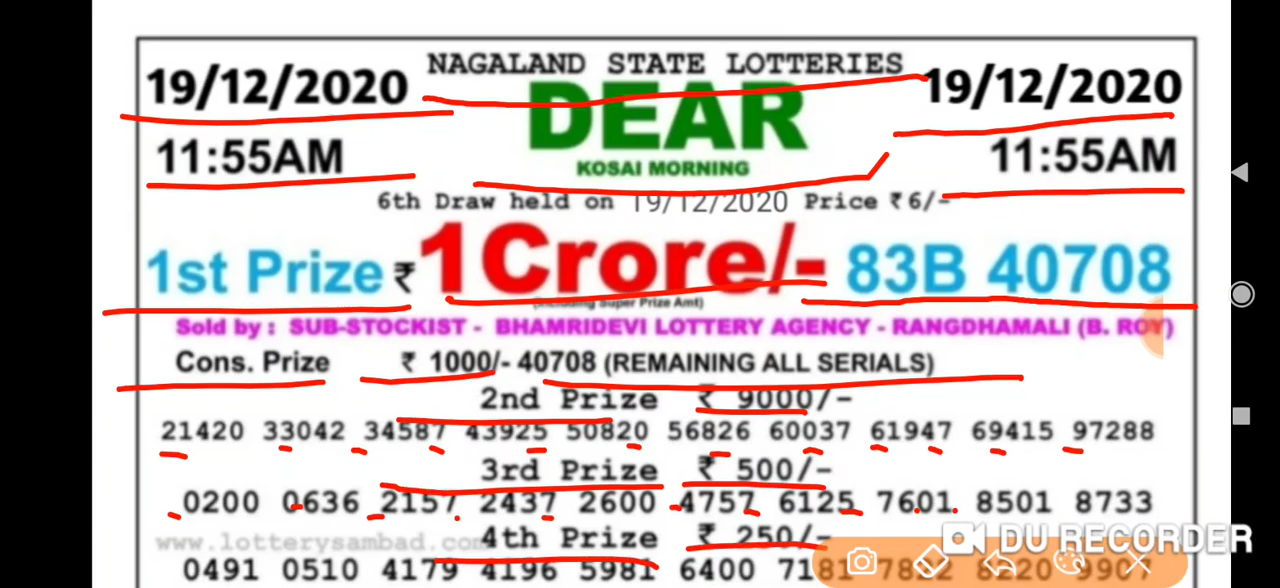 NAGALAND STATE LOTTERIES
19/12/2020 DEAR 19/12/2020
11:55AM KOSAI MORNING 11:55AM
6th Draw held on 19/12/2020 Price ₹6/-
1st Prize ₹ 1Crore/- 83B 40708
(Including Super Prize Amt)
Sold by : SUB-STOCKIST - BHAMRIDEVI LOTTERY AGENCY - RANGDHAMALI (B. ROY)
Cons. Prize ₹ 1000/- 40708 (REMAINING ALL SERIALS)
2nd Prize ₹ 9000/-
21420 33042 34587 43925 50820 56826 60037 61947 69415 97288
3rd Prize ₹ 500/-
0200 0636 2157 2437 2600 4757 6125 7601 8501 8733
www.lotterysambad.com 4th Prize ₹ 250/-
DU RECORDER
0491 0510 4179 4196 5981 6400